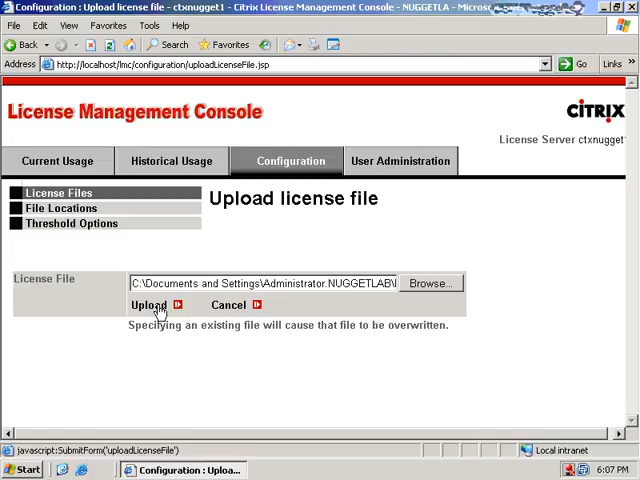 Configuration : Upload license file - ctxnugget1 - Citrix License Management Console - NUGGETLA - Micros
File Edit View Favorites Tools Help
Back Search Favorites
Address http://localhost/lmc/configuration/uploadLicenseFile.jsp Go Links »
License Management Console CITRIX
License Server ctxnugget1
Current Usage Historical Usage Configuration User Administration
License Files
File Locations
Threshold Options
Upload license file
License File C:\Documents and Settings\Administrator.NUGGETLAB\ Browse...
Upload Cancel
Specifying an existing file will cause that file to be overwritten.
javascript:SubmitForm('uploadLicenseFile') Local intranet
Start Configuration : Uploa... 6:07 PM